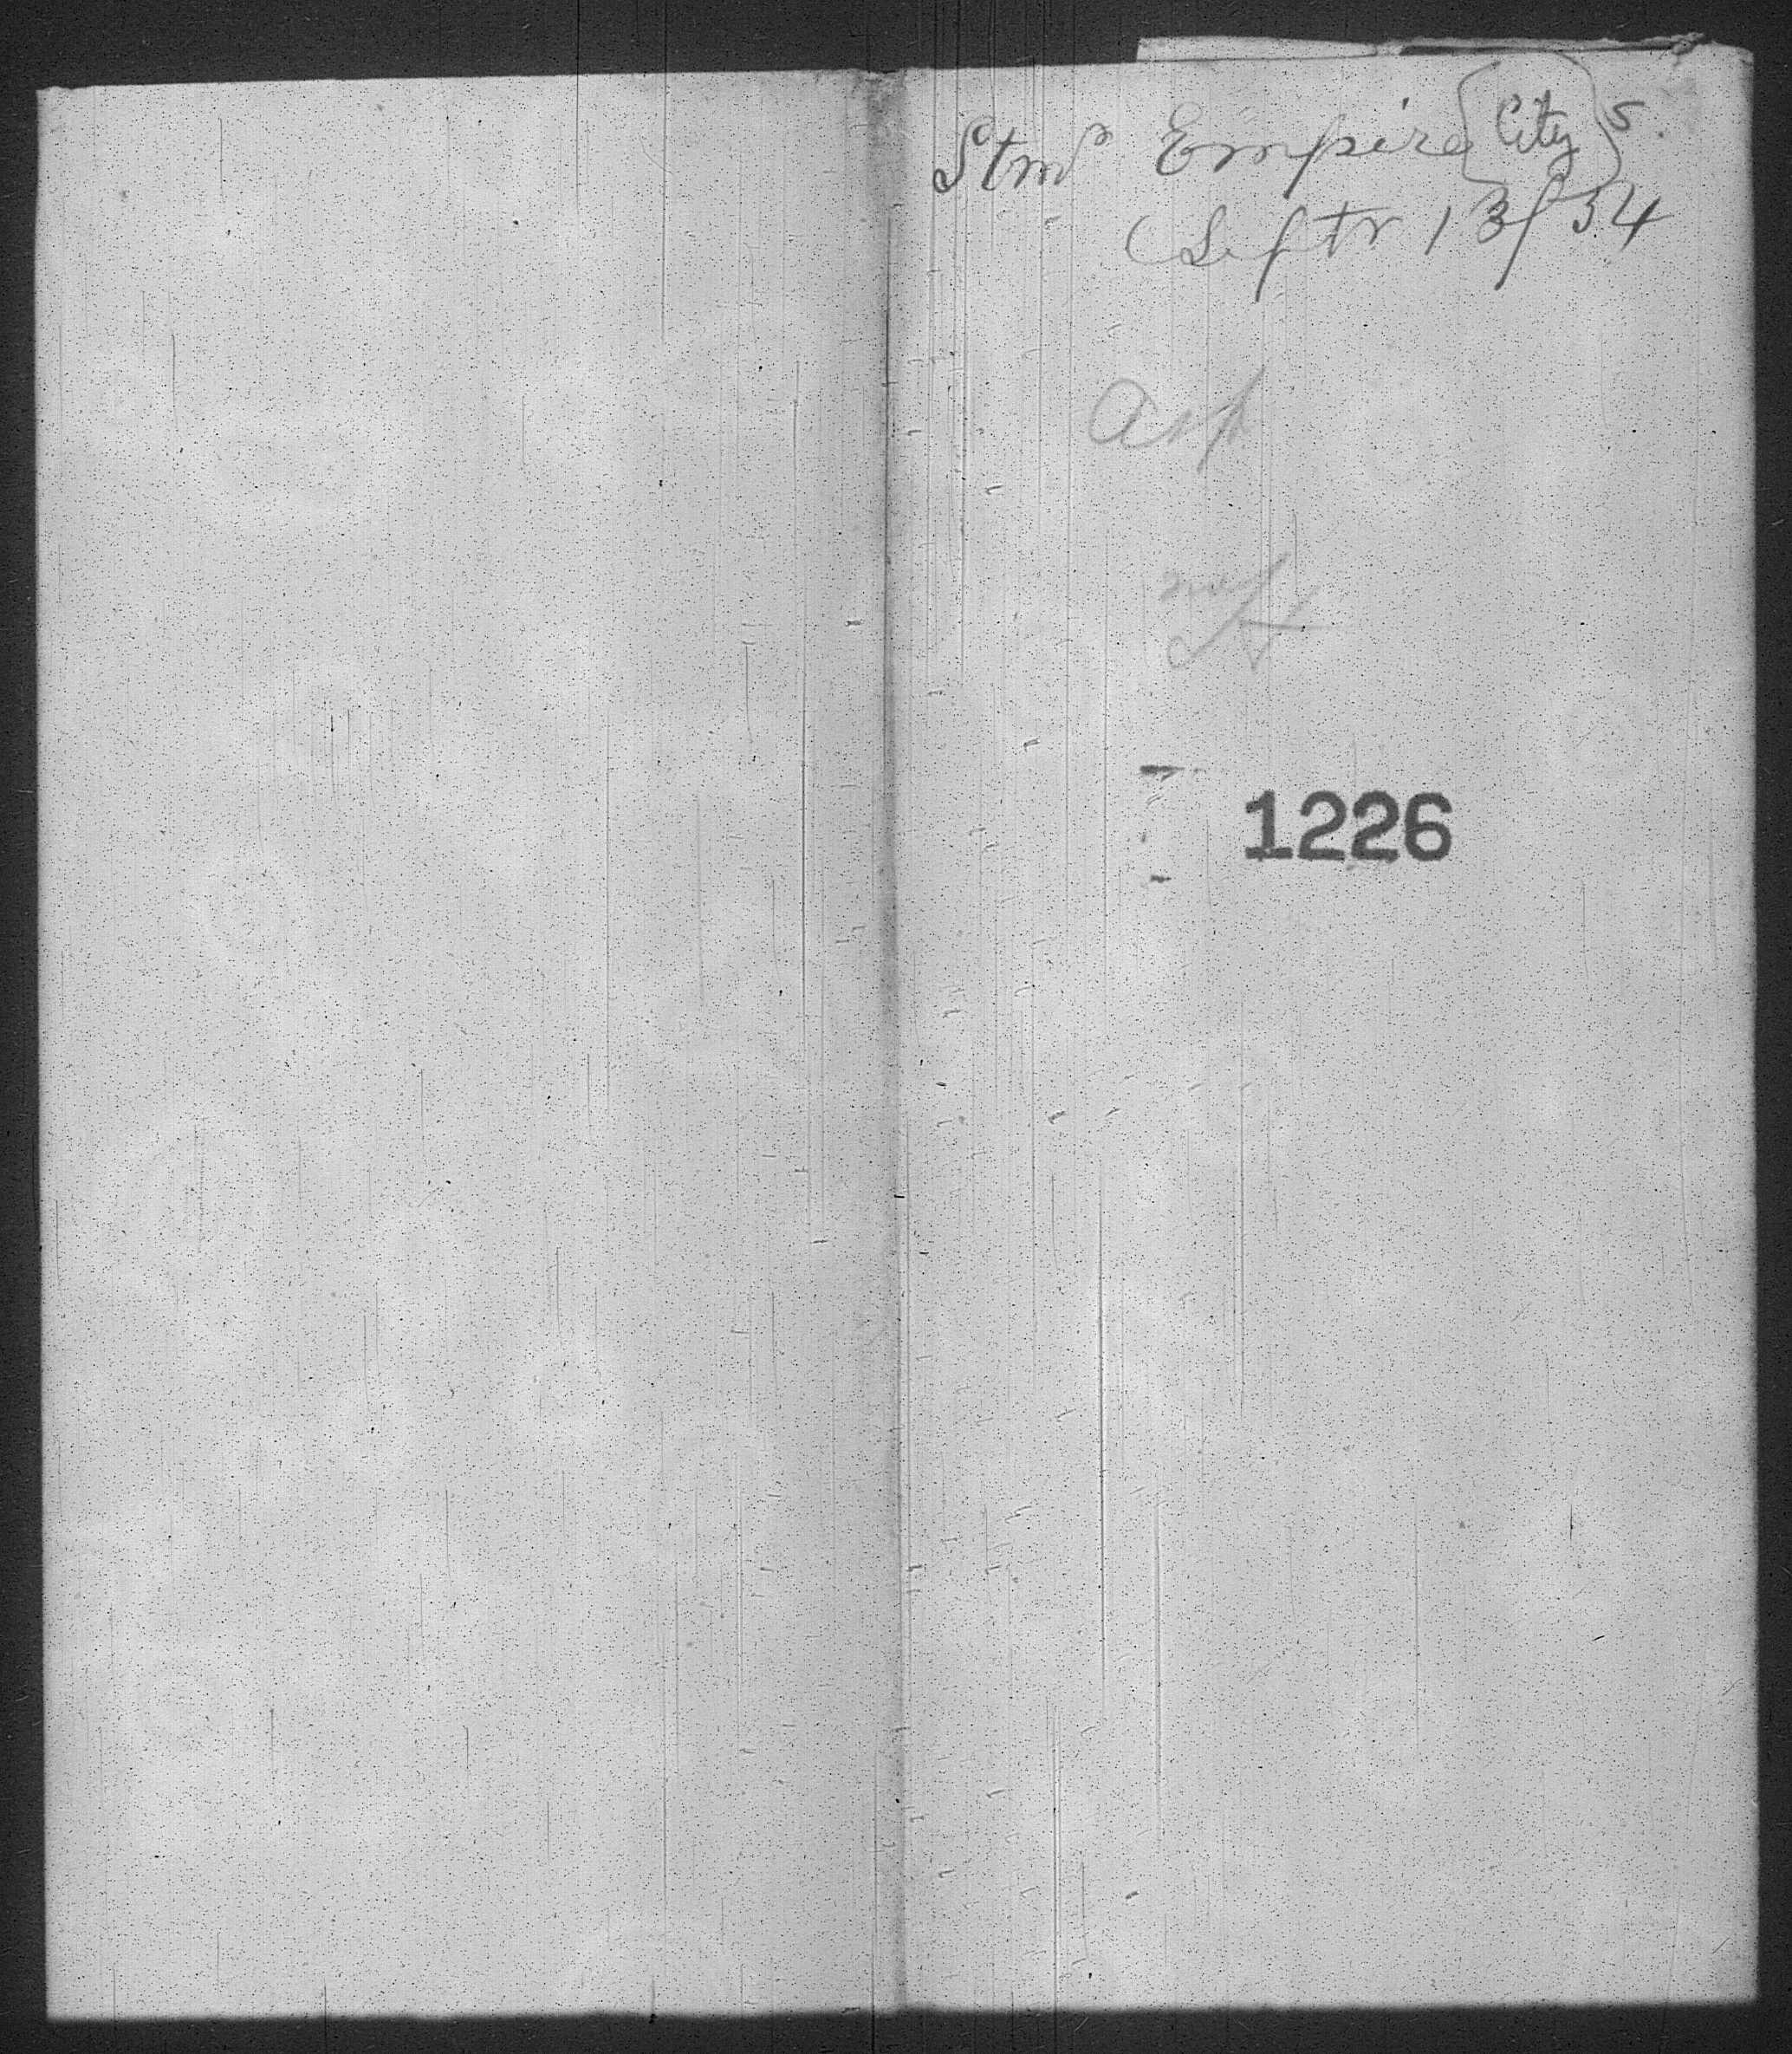 Stmr Empire {City} 5.
Septr 13/54
1226